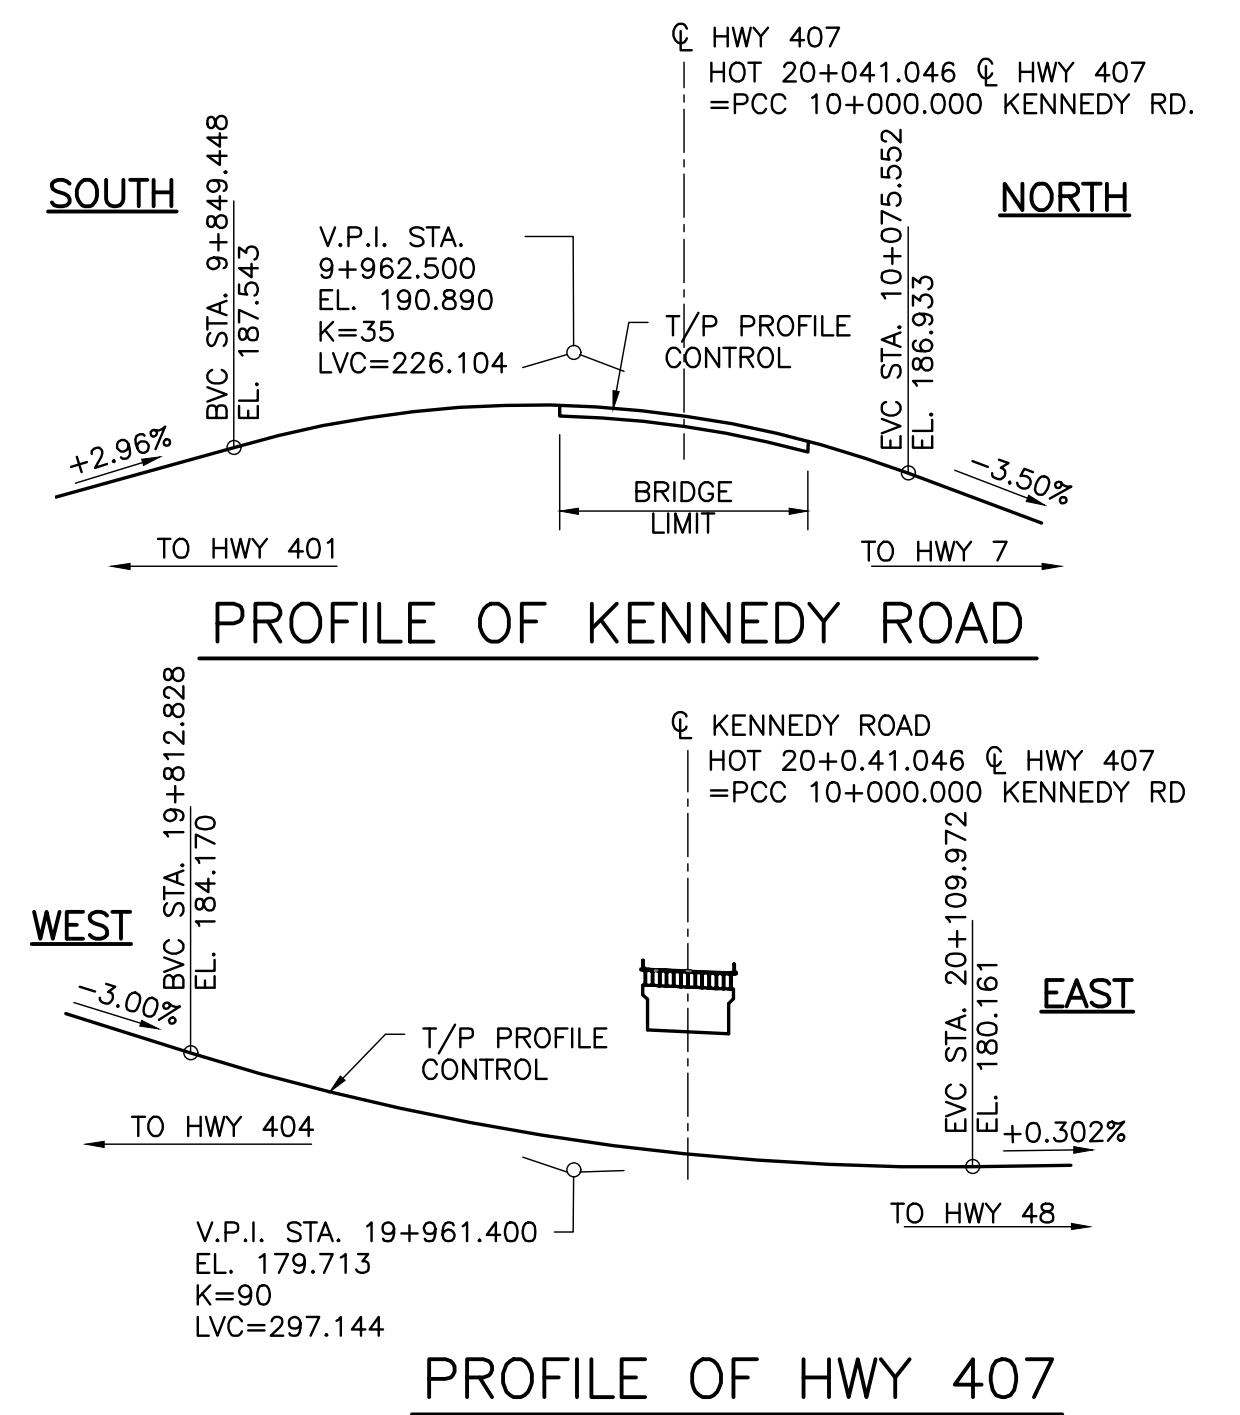 ℄ HWY 407
HOT 20+041.046 ℄ HWY 407
=PCC 10+000.000 KENNEDY RD.
SOUTH
BVC STA. 9+849.448
EL. 187.543
V.P.I. STA.
9+962.500
EL. 190.890
K=35
LVC=226.104
T/P PROFILE
CONTROL
EVC STA. 10+075.552
EL. 186.933
NORTH
+2.96%
-3.50%
BRIDGE
LIMIT
TO HWY 401
TO HWY 7
PROFILE OF KENNEDY ROAD
℄ KENNEDY ROAD
HOT 20+0.41.046 ℄ HWY 407
=PCC 10+000.000 KENNEDY RD
WEST
BVC STA. 19+812.828
EL. 184.170
EVC STA. 20+109.972
EL. 180.161
EAST
-3.00%
T/P PROFILE
CONTROL
TO HWY 404
+0.302%
TO HWY 48
V.P.I. STA. 19+961.400
EL. 179.713
K=90
LVC=297.144
PROFILE OF HWY 407